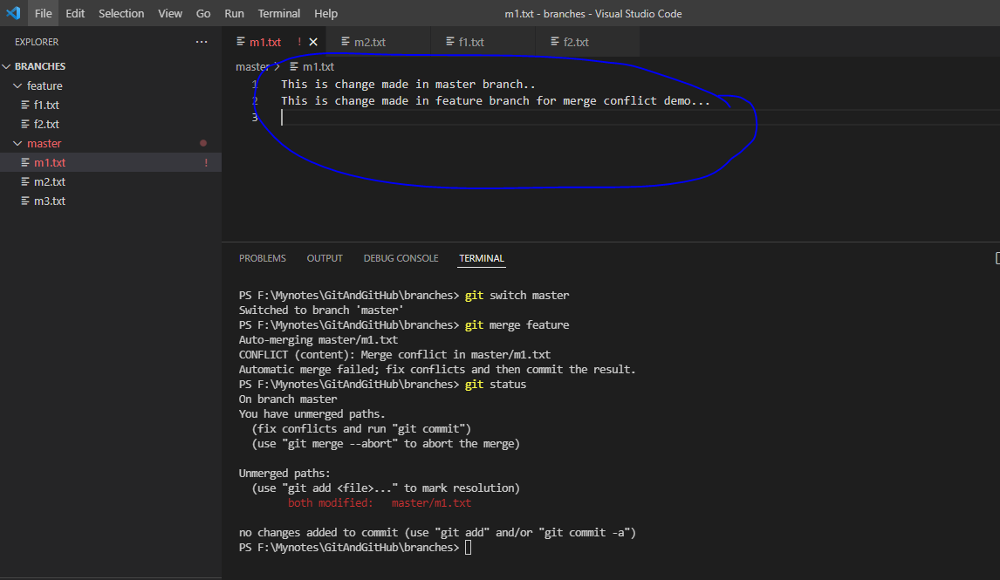 File Edit Selection View Go Run Terminal Help m1.txt - branches - Visual Studio Code
EXPLORER ...
m1.txt ! m2.txt f1.txt f2.txt
BRANCHES
master > m1.txt
feature
f1.txt
f2.txt
master
m1.txt !
m2.txt
m3.txt
1 This is change made in master branch..
2 This is change made in feature branch for merge conflict demo...
3
PROBLEMS OUTPUT DEBUG CONSOLE TERMINAL
PS F:\Mynotes\GitAndGitHub\branches> git switch master
Switched to branch 'master'
PS F:\Mynotes\GitAndGitHub\branches> git merge feature
Auto-merging master/m1.txt
CONFLICT (content): Merge conflict in master/m1.txt
Automatic merge failed; fix conflicts and then commit the result.
PS F:\Mynotes\GitAndGitHub\branches> git status
On branch master
You have unmerged paths.
(fix conflicts and run "git commit")
(use "git merge --abort" to abort the merge)
Unmerged paths:
(use "git add <file>..." to mark resolution)
both modified: master/m1.txt
no changes added to commit (use "git add" and/or "git commit -a")
PS F:\Mynotes\GitAndGitHub\branches>